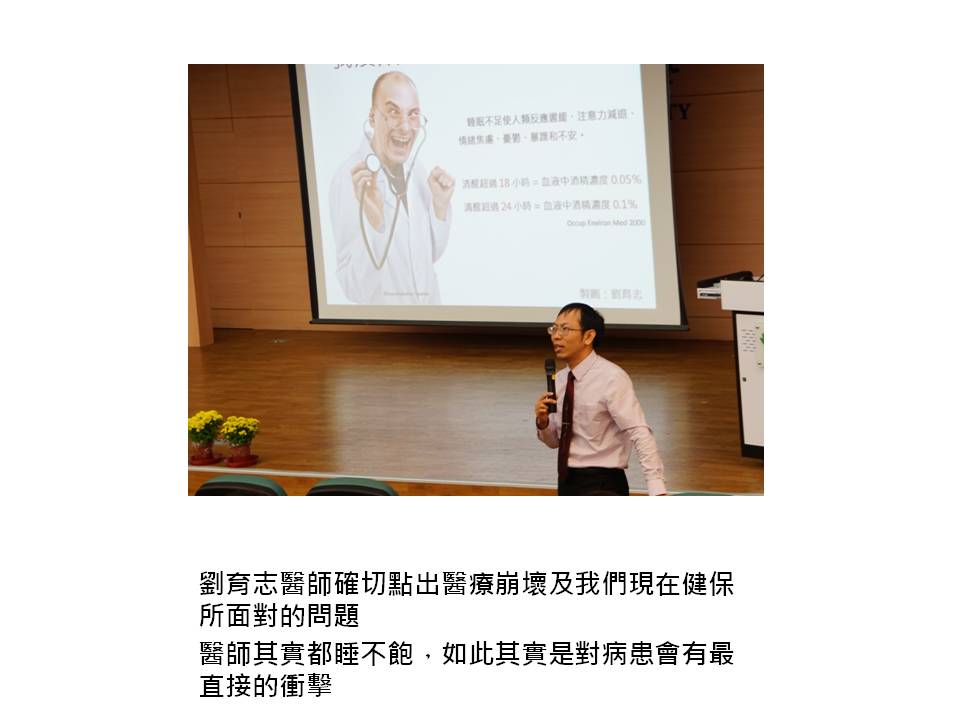 睡眠不足使人類反應遲鈍、注意力減退、
情緒焦慮、憂鬱、暴躁和不安。
清醒超過 18 小時 = 血液中酒精濃度 0.05%
清醒超過 24 小時 = 血液中酒精濃度 0.1%
Occup Environ Med 2000
製圖：劉育志
劉育志醫師確切點出醫療崩壞及我們現在健保
所面對的問題
醫師其實都睡不飽，如此其實是對病患會有最
直接的衝擊